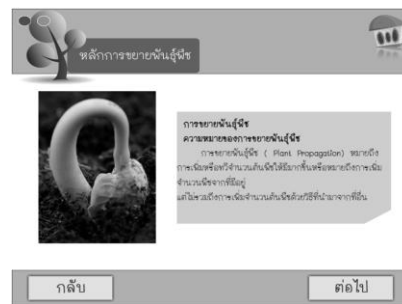 หลักการขยายพันธุ์พืช
การขยายพันธุ์พืช
ความหมายของการขยายพันธุ์พืช
การขยายพันธุ์พืช ( Plant Propagation) หมายถึง
การเพิ่มหรือทวีจำนวนต้นพืชให้มีมากขึ้นหรือหมายถึงการเพิ่ม
จำนวนพืชจากที่มีอยู่
แต่ไม่รวมถึงการเพิ่มจำนวนต้นพืชด้วยวิธีที่นำมาจากที่อื่น
กลับ
ต่อไป